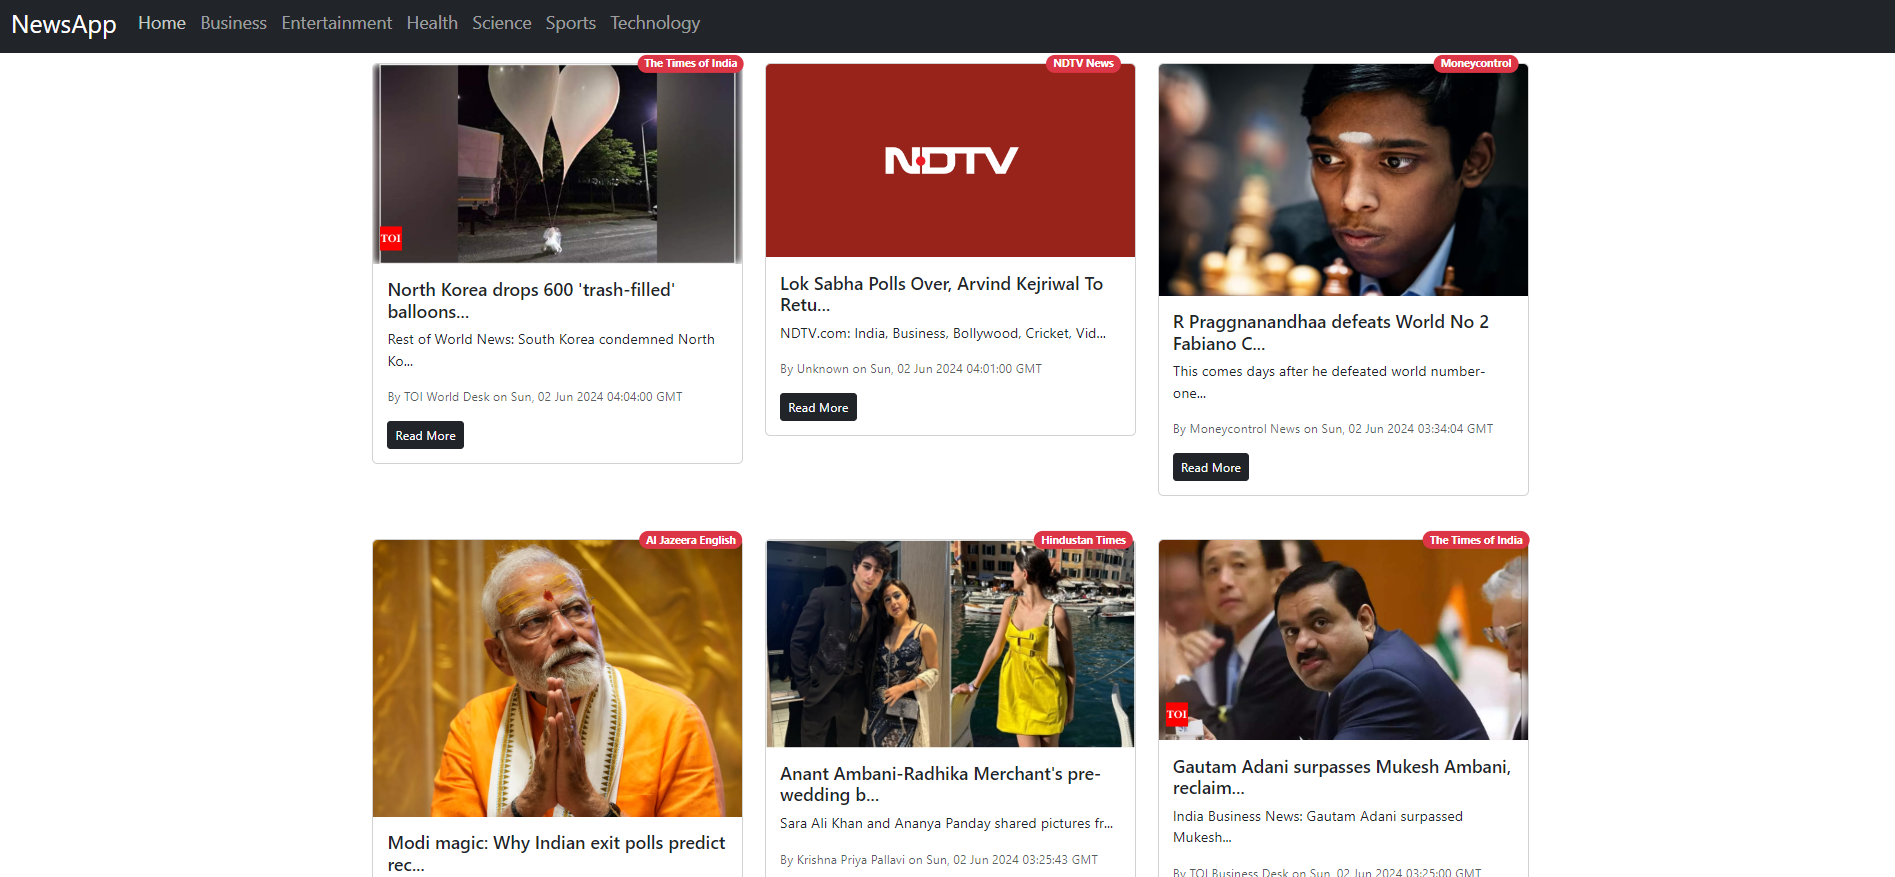 NewsApp Home Business Entertainment Health Science Sports Technology
The Times of India
TOI
North Korea drops 600 'trash-filled'
balloons...
Rest of World News: South Korea condemned North
Ko...
By TOI World Desk on Sun, 02 Jun 2024 04:04:00 GMT
Read More
NDTV News
NDTV
Lok Sabha Polls Over, Arvind Kejriwal To
Retu...
NDTV.com: India, Business, Bollywood, Cricket, Vid...
By Unknown on Sun, 02 Jun 2024 04:01:00 GMT
Read More
Moneycontrol
R Praggnanandhaa defeats World No 2
Fabiano C...
This comes days after he defeated world number-
one...
By Moneycontrol News on Sun, 02 Jun 2024 03:34:04 GMT
Read More
Al Jazeera English
Modi magic: Why Indian exit polls predict
rec...
Hindustan Times
Anant Ambani-Radhika Merchant's pre-
wedding b...
Sara Ali Khan and Ananya Panday shared pictures fr...
By Krishna Priya Pallavi on Sun, 02 Jun 2024 03:25:43 GMT
The Times of India
TOI
Gautam Adani surpasses Mukesh Ambani,
reclaim...
India Business News: Gautam Adani surpassed
Mukesh...
By TOI Business Desk on Sun, 02 Jun 2024 03:25:00 GMT